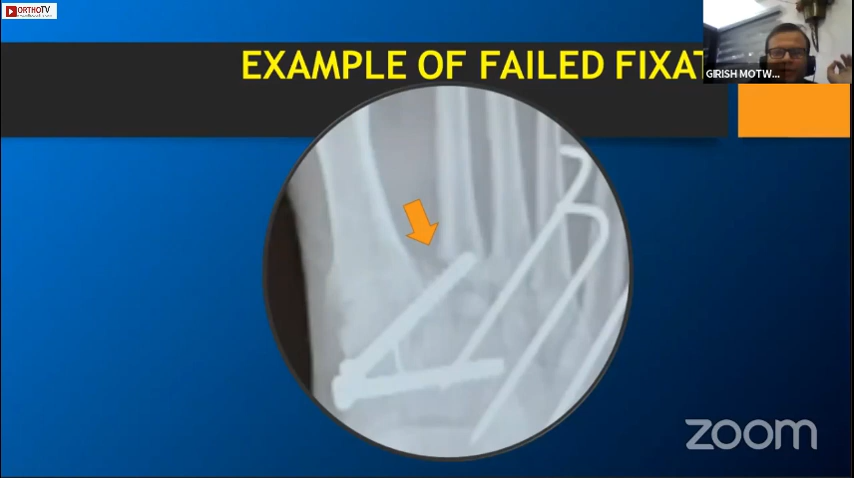 ORTHOTV
EXAMPLE OF FAILED FIXAT
GIRISH MOTW...
zoom